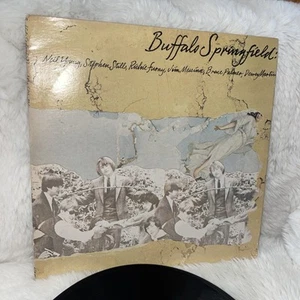 Buffalo Springfield:
Neil Young, Stephen Stills, Richie Furay, Jim Messina, Bruce Palmer, Dewey Martin